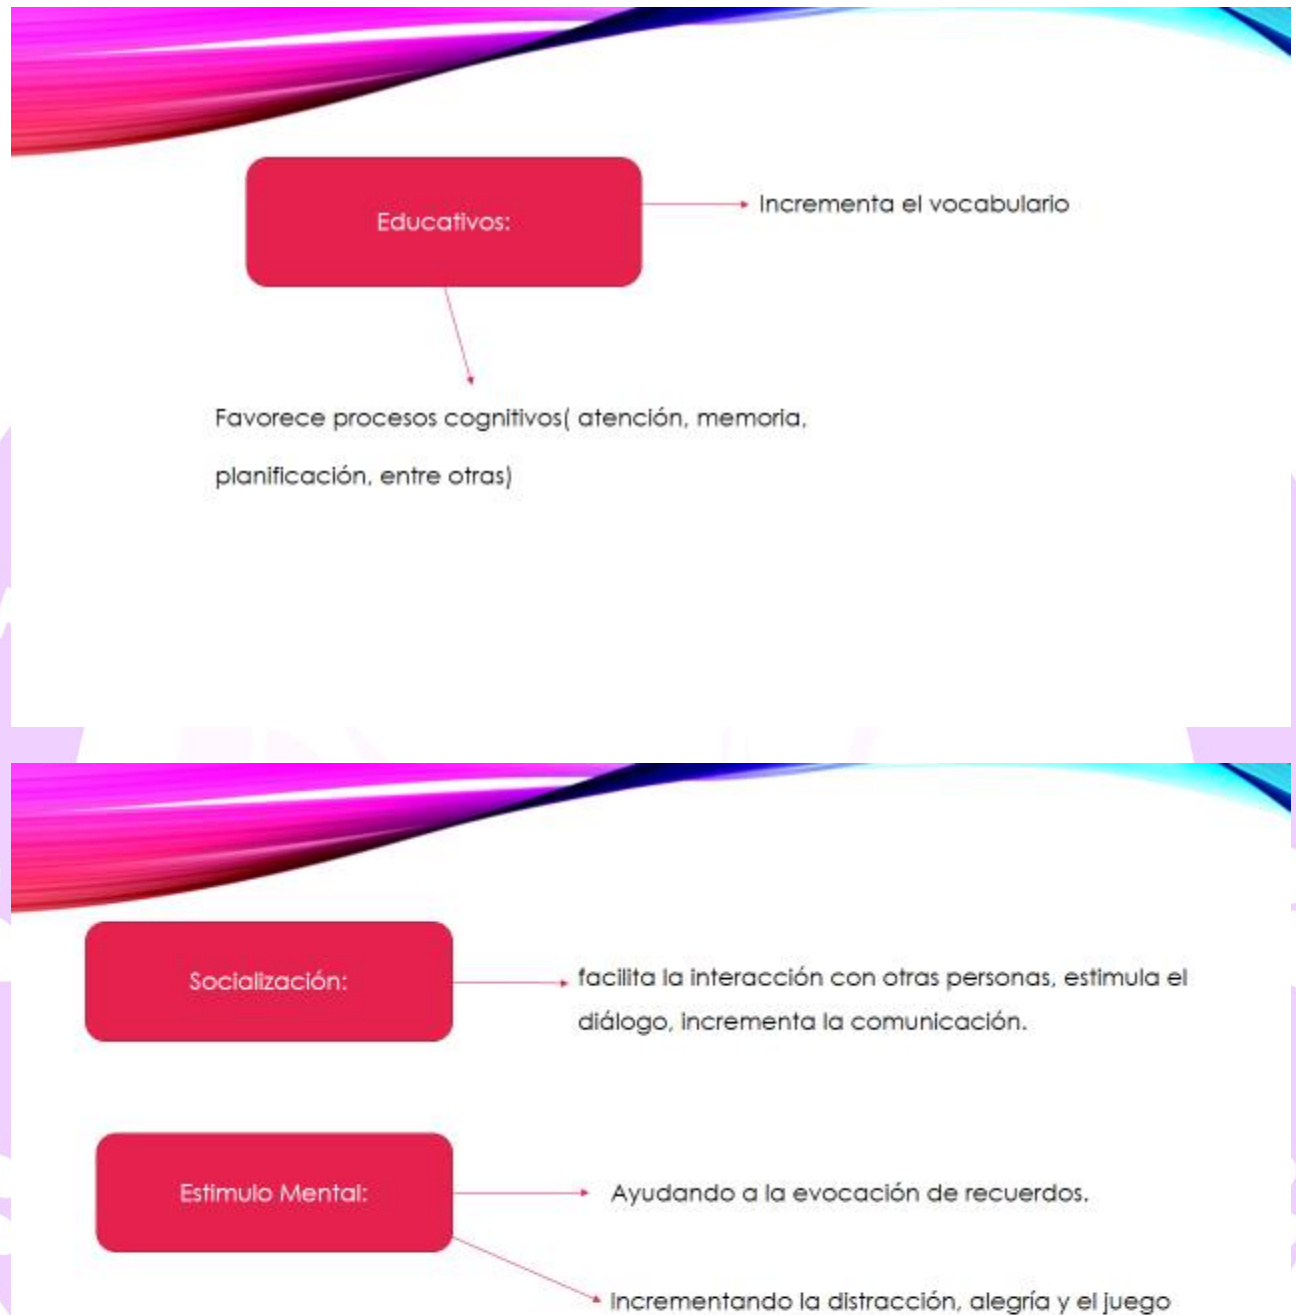 Educativos:
Incrementa el vocabulario
Favorece procesos cognitivos( atención, memoria,
planificación, entre otras)
Socialización:
facilita la interacción con otras personas, estimula el
diálogo, incrementa la comunicación.
Estimulo Mental:
Ayudando a la evocación de recuerdos.
Incrementando la distracción, alegría y el juego